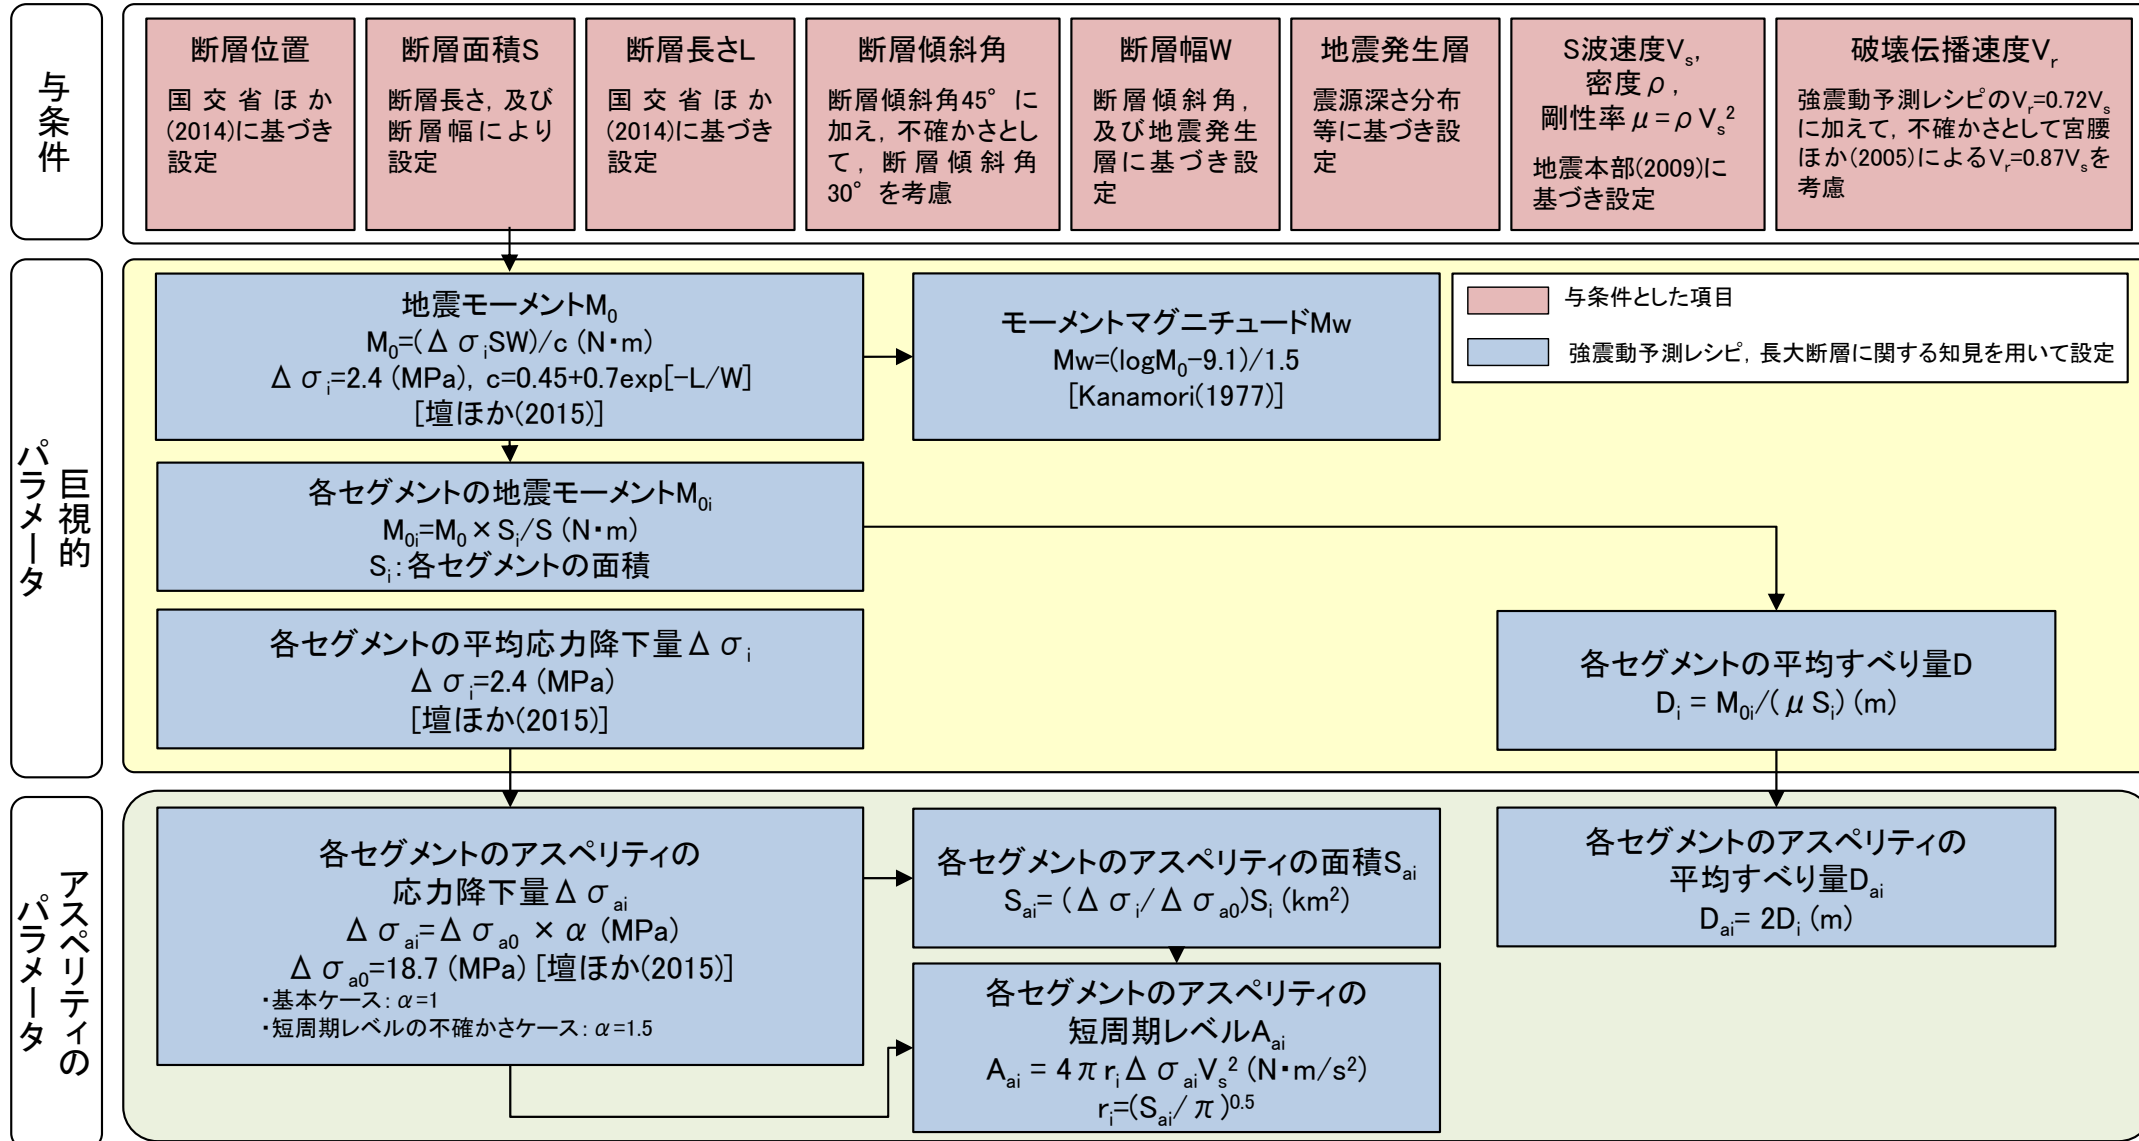 与条件
断層位置
国交省ほか
(2014)に基づき
設定
断層面積S
断層長さ，及び
断層幅により
設定
断層長さL
国交省ほか
(2014)に基づき
設定
断層傾斜角
断層傾斜角45°に
加え，不確かさとし
て，断層傾斜角
30°を考慮
断層幅W
断層傾斜角，
及び地震発生
層に基づき設
定
地震発生層
震源深さ分布
等に基づき設
定
S波速度Vs，
密度ρ，
剛性率μ=ρVs²
地震本部(2009)に
基づき設定
破壊伝播速度Vr
強震動予測レシピのVr=0.72Vs
に加えて，不確かさとして宮腰
ほか(2005)によるVr=0.87Vsを
考慮
巨視的
パラメータ
地震モーメントM0
M0=(ΔσiSW)/c (N・m)
Δσi=2.4 (MPa)，c=0.45+0.7exp[-L/W]
[壇ほか(2015)]
モーメントマグニチュードMw
Mw=(logM0-9.1)/1.5
[Kanamori(1977)]
与条件とした項目
強震動予測レシピ，長大断層に関する知見を用いて設定
各セグメントの地震モーメントM0i
M0i=M0×Si/S (N・m)
Si：各セグメントの面積
各セグメントの平均応力降下量Δσi
Δσi=2.4 (MPa)
[壇ほか(2015)]
各セグメントの平均すべり量D
Di = M0i/(μSi) (m)
アスペリティの
パラメータ
各セグメントのアスペリティの
応力降下量Δσai
Δσai=Δσa0 × α (MPa)
Δσa0=18.7 (MPa) [壇ほか(2015)]
・基本ケース：α=1
・短周期レベルの不確かさケース：α=1.5
各セグメントのアスペリティの面積Sai
Sai= (Δσi/Δσa0)Si (km²)
各セグメントのアスペリティの
短周期レベルAai
Aai = 4πriΔσaiVs² (N・m/s²)
ri=(Sai/π)^0.5
各セグメントのアスペリティの
平均すべり量Dai
Dai= 2Di (m)